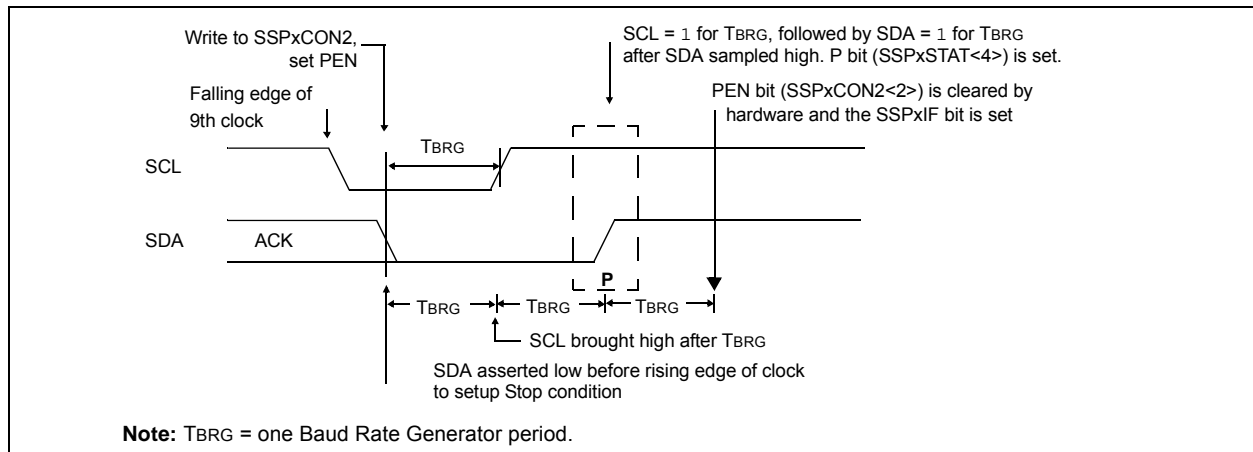 Write to SSPxCON2,
set PEN
SCL = 1 for TBRG, followed by SDA = 1 for TBRG
after SDA sampled high. P bit (SSPxSTAT<4>) is set.
Falling edge of
9th clock
PEN bit (SSPxCON2<2>) is cleared by
hardware and the SSPxIF bit is set
TBRG
SCL
SDA
ACK
P
TBRG
TBRG
TBRG
SCL brought high after TBRG
SDA asserted low before rising edge of clock
to setup Stop condition
Note: TBRG = one Baud Rate Generator period.